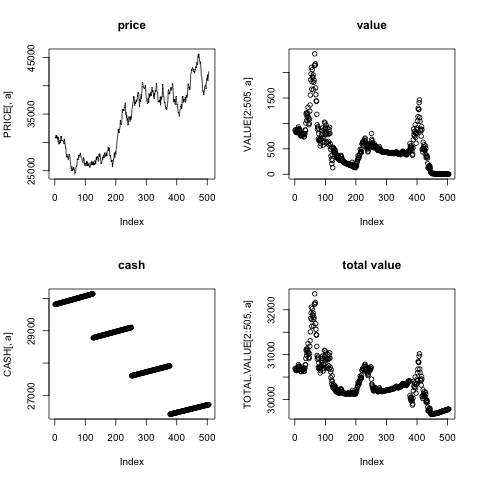 price
PRICE[, a]
25000 35000 45000
0 100 200 300 400 500
Index
value
VALUE[2:505, a]
0 500 1500
0 100 200 300 400 500
Index
cash
CASH[, a]
27000 29000
0 100 200 300 400 500
Index
total value
TOTAL.VALUE[2:505, a]
30000 31000 32000
0 100 200 300 400 500
Index